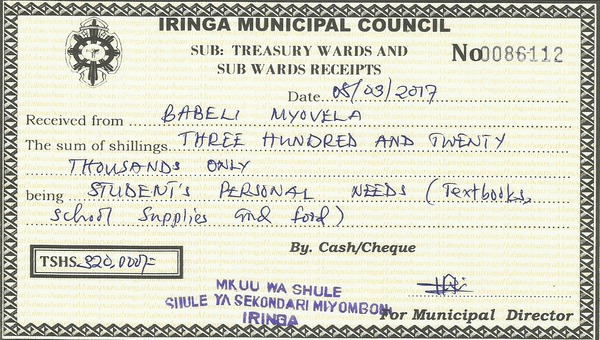 IRINGA MUNICIPAL COUNCIL
SUB: TREASURY WARDS AND
SUB WARDS RECEIPTS
No 0086112
Date 08/03/2017
Received from BABELI MYOVELA
The sum of shillings THREE HUNDRED AND TWENTY
THOUSANDS ONLY
being STUDENT'S PERSONAL NEEDS (Textbooks,
School Supplies and food)
By. Cash/Cheque
TSHS 320,000/=
MKUU WA SHULE
SHULE YA SEKONDARI MIYOMBONI
IRINGA
For Municipal Director